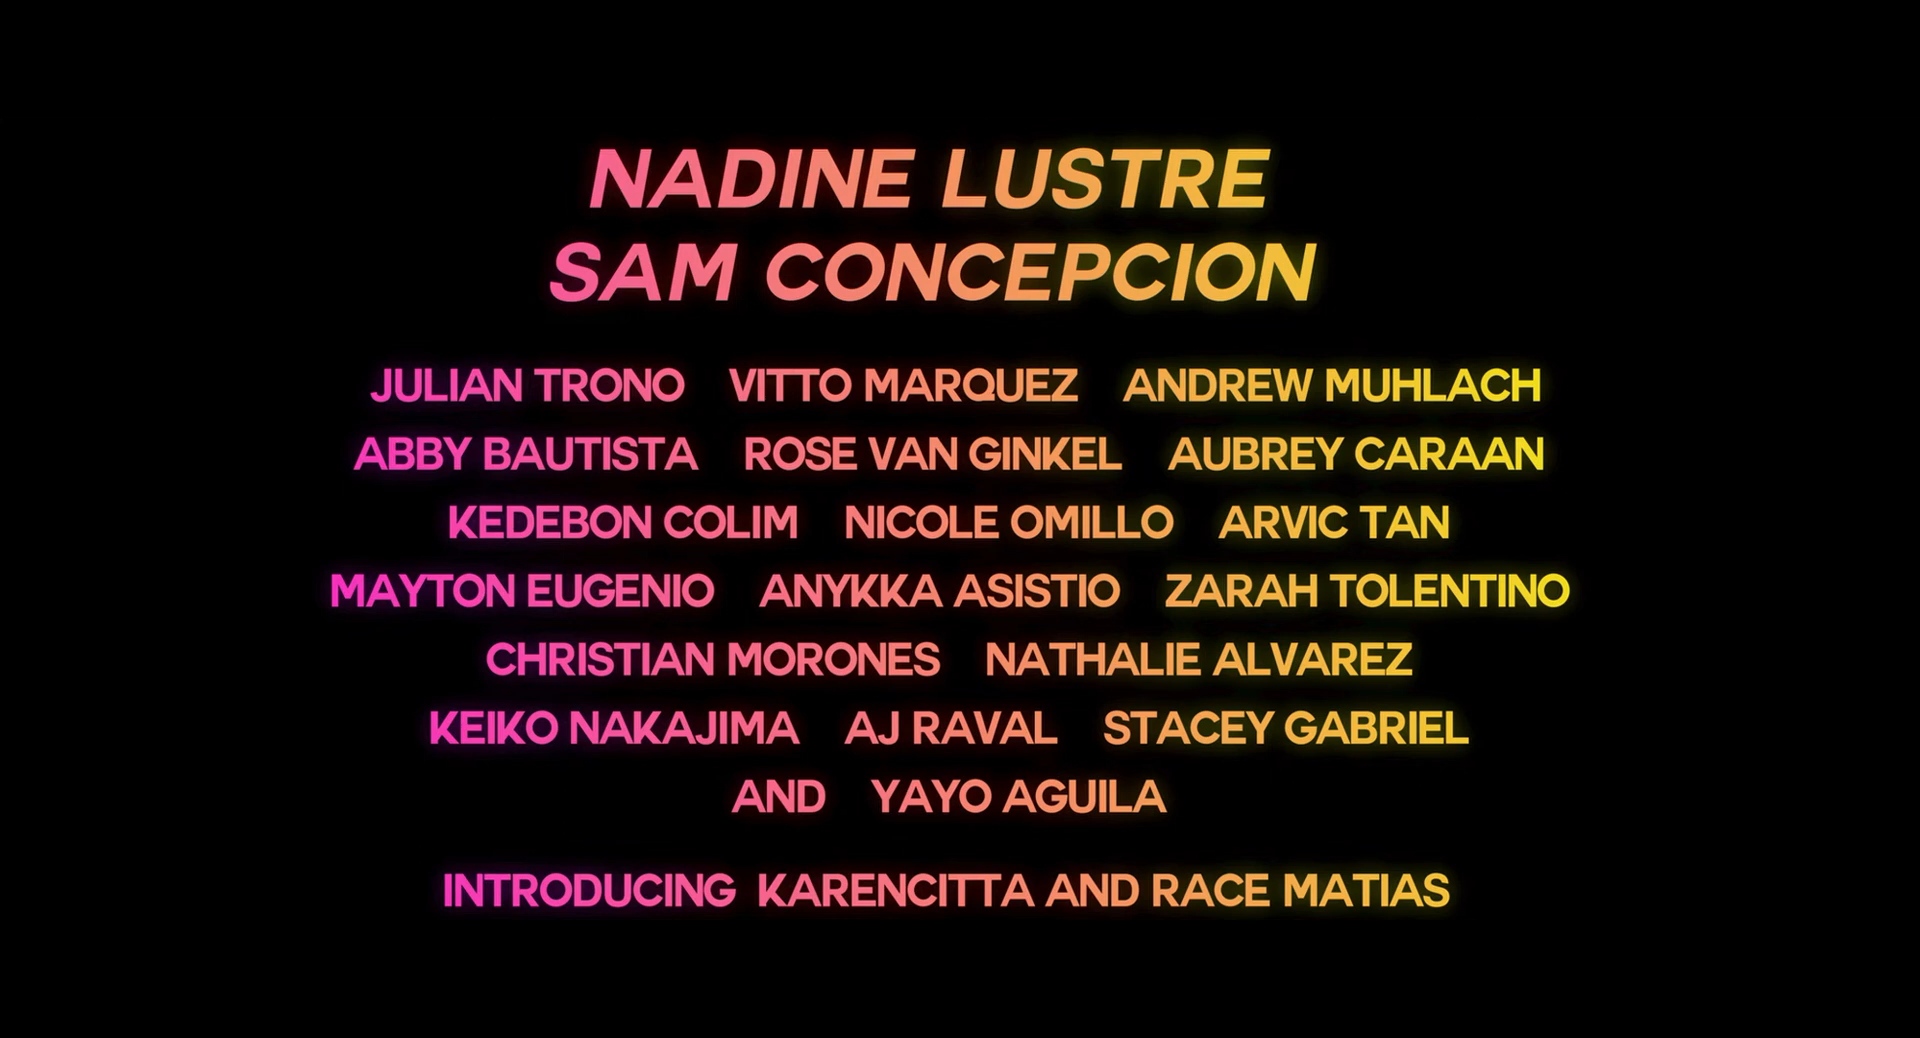 NADINE LUSTRE
SAM CONCEPCION
JULIAN TRONO VITTO MARQUEZ ANDREW MUHLACH
ABBY BAUTISTA ROSE VAN GINKEL AUBREY CARAAN
KEDEBON COLIM NICOLE OMILLO ARVIC TAN
MAYTON EUGENIO ANYKKA ASISTIO ZARAH TOLENTINO
CHRISTIAN MORONES NATHALIE ALVAREZ
KEIKO NAKAJIMA AJ RAVAL STACEY GABRIEL
AND YAYO AGUILA
INTRODUCING KARENCITTA AND RACE MATIAS